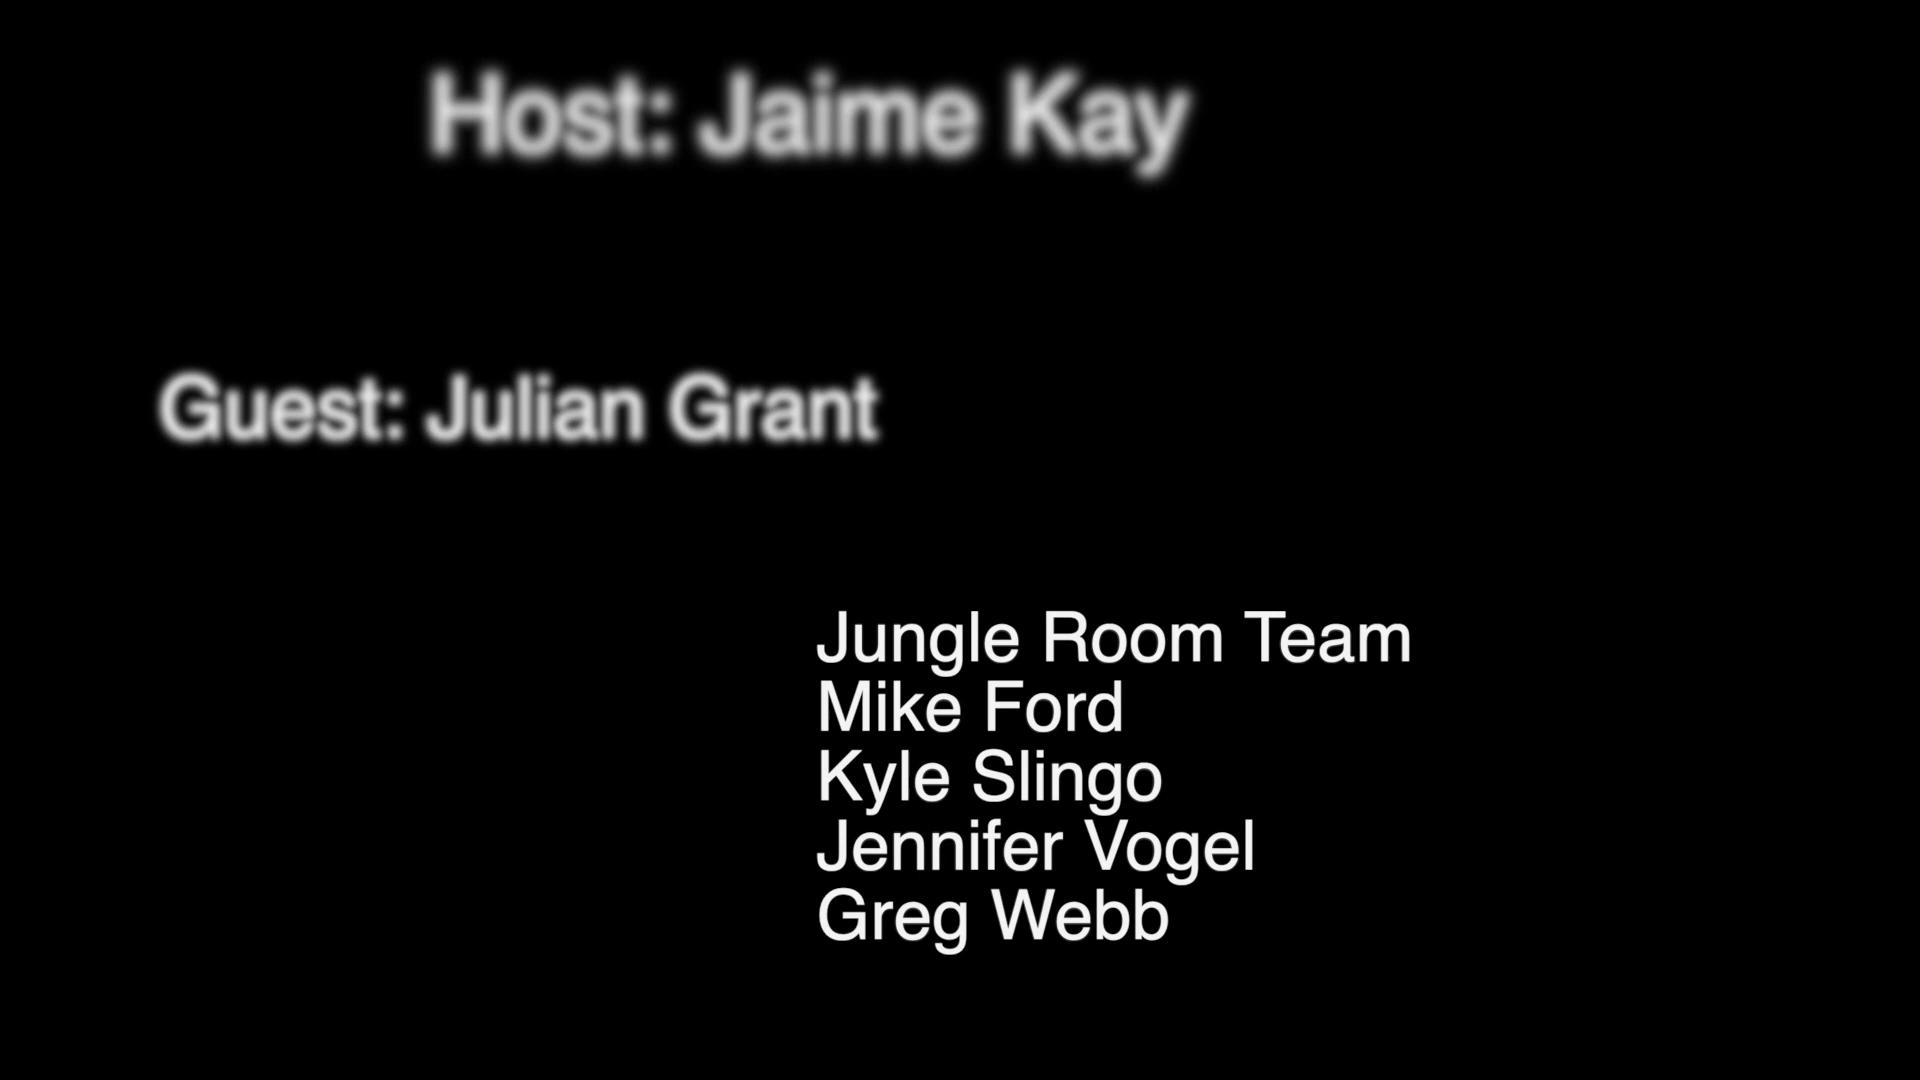 Host: Jaime Kay
Guest: Julian Grant
Jungle Room Team
Mike Ford
Kyle Slingo
Jennifer Vogel
Greg Webb